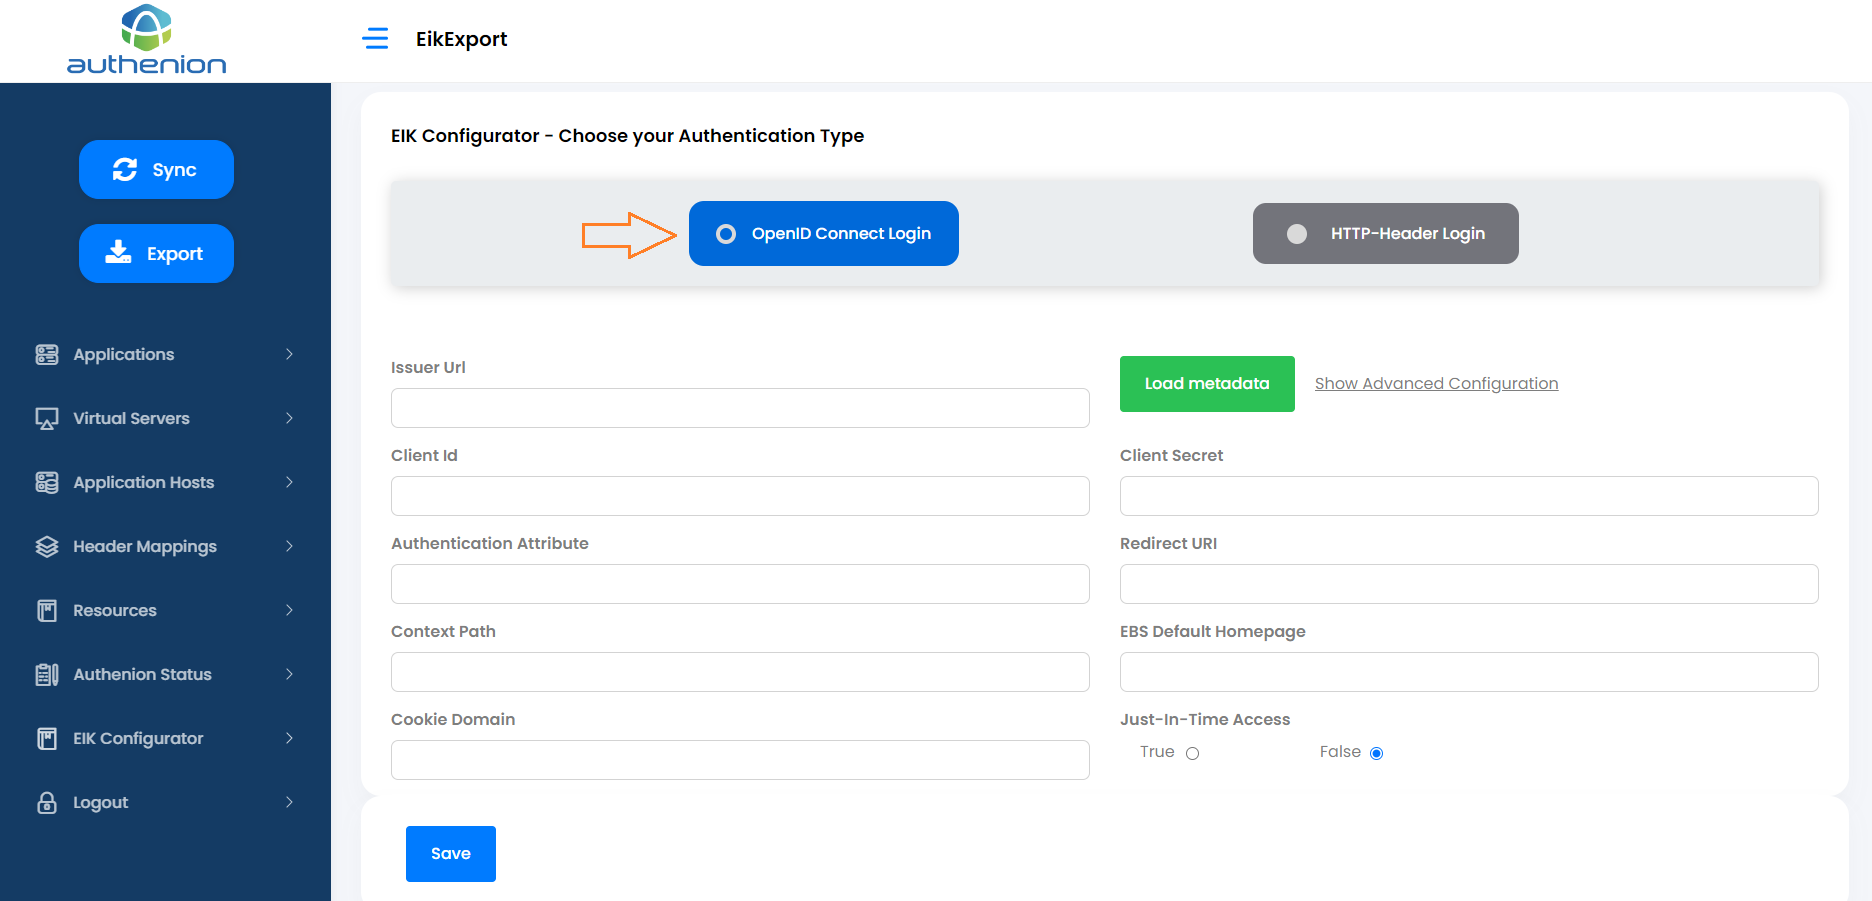 authenion
EikExport
Sync
Export
Applications
Virtual Servers
Application Hosts
Header Mappings
Resources
Authenion Status
EIK Configurator
Logout
EIK Configurator - Choose your Authentication Type
OpenID Connect Login
HTTP-Header Login
Issuer Url
Load metadata
Show Advanced Configuration
Client Id
Client Secret
Authentication Attribute
Redirect URI
Context Path
EBS Default Homepage
Cookie Domain
Just-In-Time Access
True
False
Save